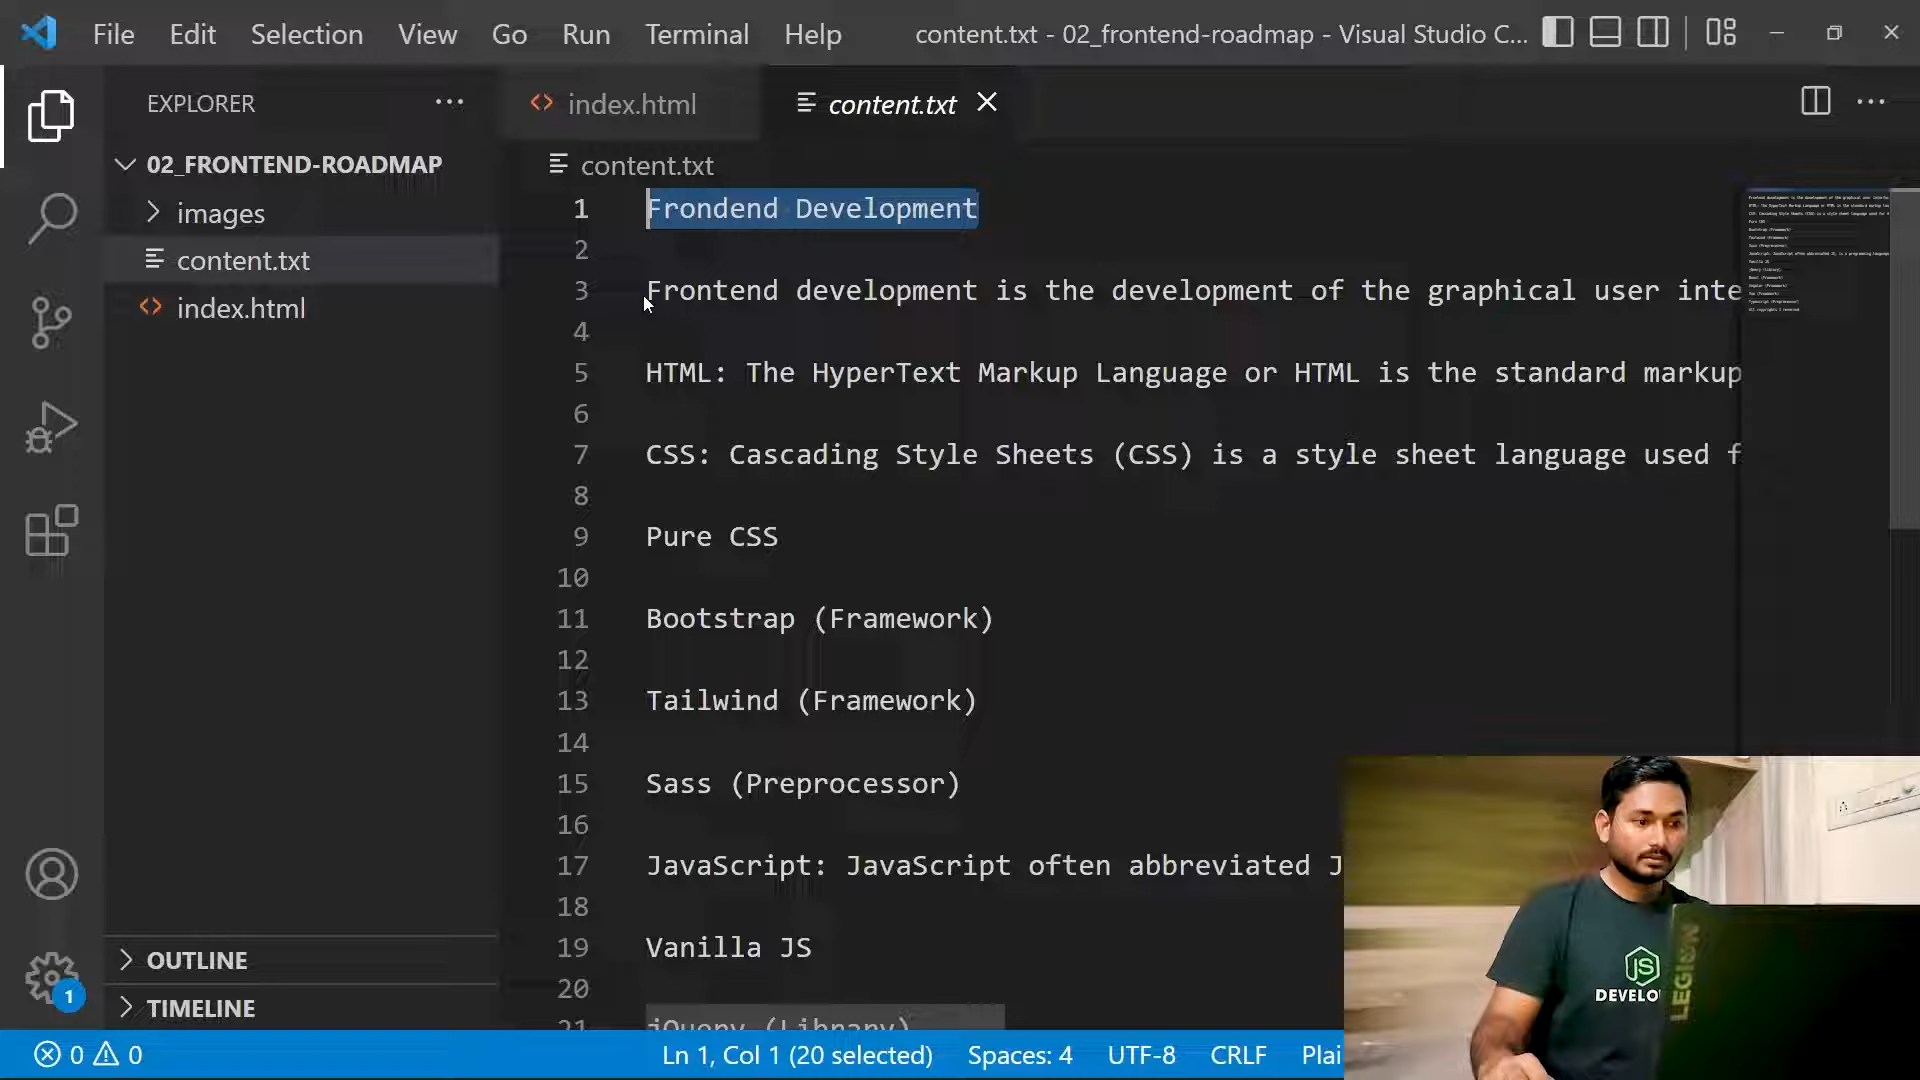 File Edit Selection View Go Run Terminal Help content.txt - 02_frontend-roadmap - Visual Studio C...
EXPLORER
index.html
content.txt
02_FRONTEND-ROADMAP
images
content.txt
index.html
OUTLINE
TIMELINE
content.txt
1 Frondend Development
2
3 Frontend development is the development of the graphical user inte
4
5 HTML: The HyperText Markup Language or HTML is the standard markup
6
7 CSS: Cascading Style Sheets (CSS) is a style sheet language used f
8
9 Pure CSS
10
11 Bootstrap (Framework)
12
13 Tailwind (Framework)
14
15 Sass (Preprocessor)
16
17 JavaScript: JavaScript often abbreviated J
18
19 Vanilla JS
20
21 jQuery (Library)
JS
DEVELO
LEGION
1
0 0 Ln 1, Col 1 (20 selected) Spaces: 4 UTF-8 CRLF Plai